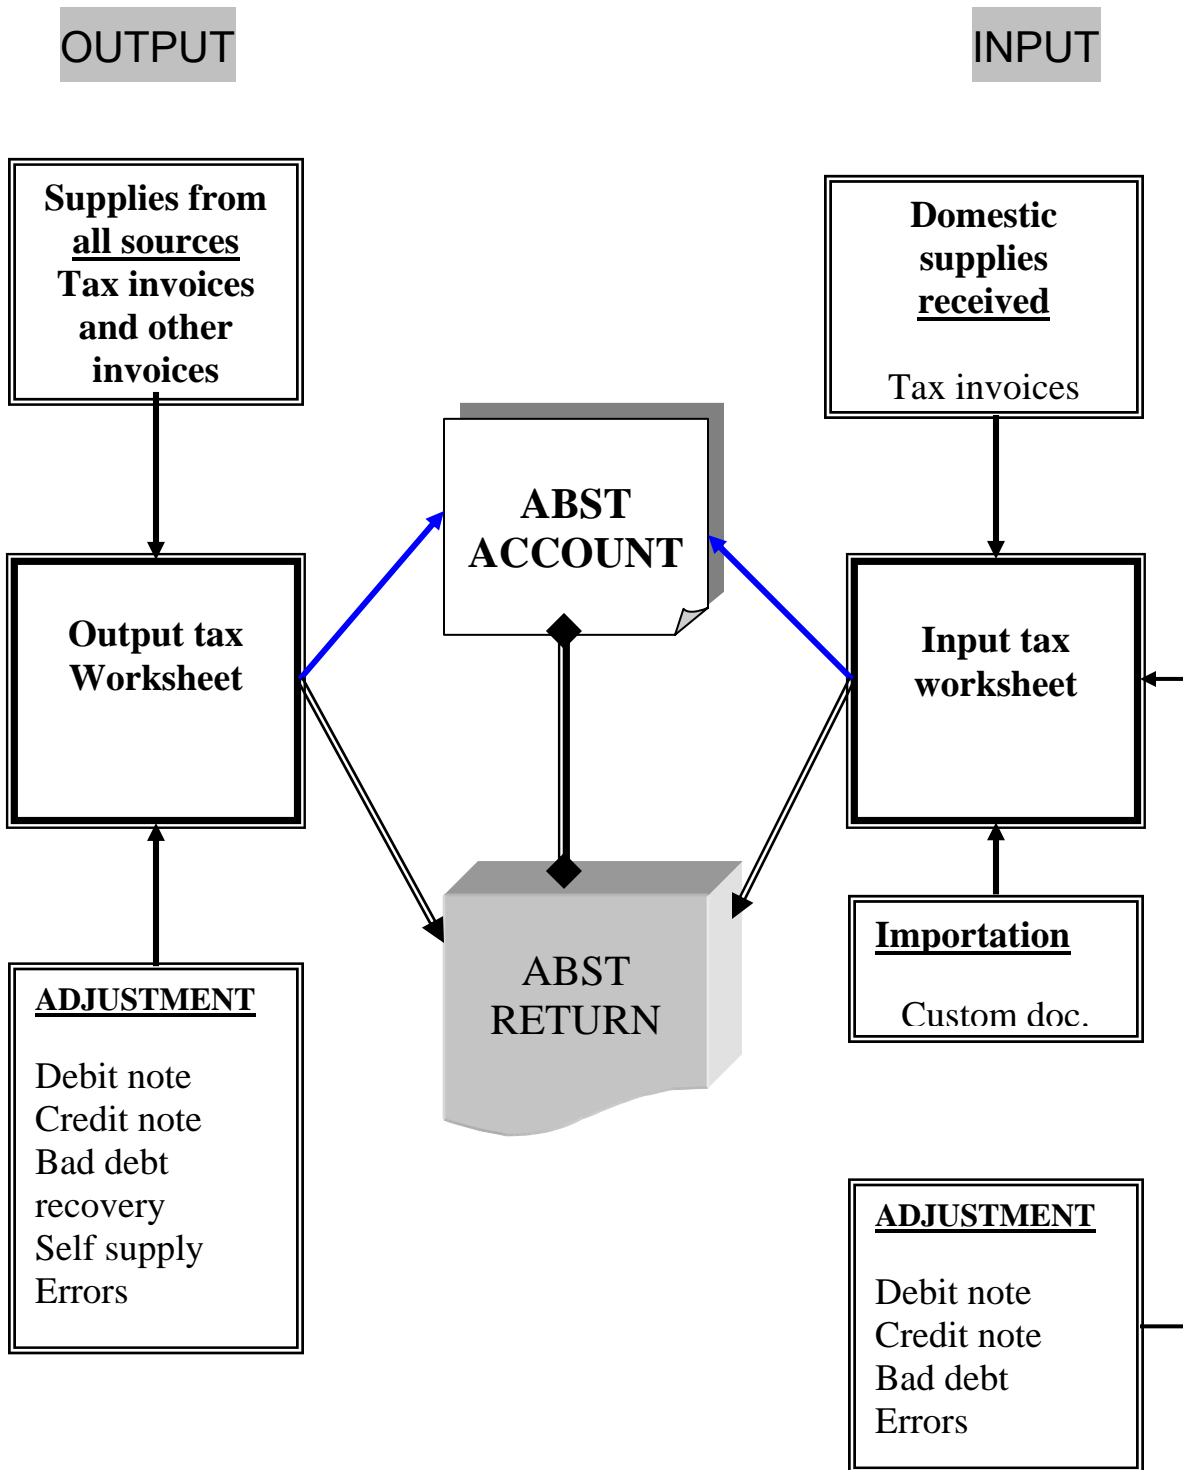 OUTPUT
INPUT
Supplies from
all sources
Tax invoices
and other
invoices
Domestic
supplies
received
Tax invoices
ABST
ACCOUNT
Output tax
Worksheet
Input tax
worksheet
ABST
RETURN
Importation
Custom doc.
ADJUSTMENT
Debit note
Credit note
Bad debt
recovery
Self supply
Errors
ADJUSTMENT
Debit note
Credit note
Bad debt
Errors